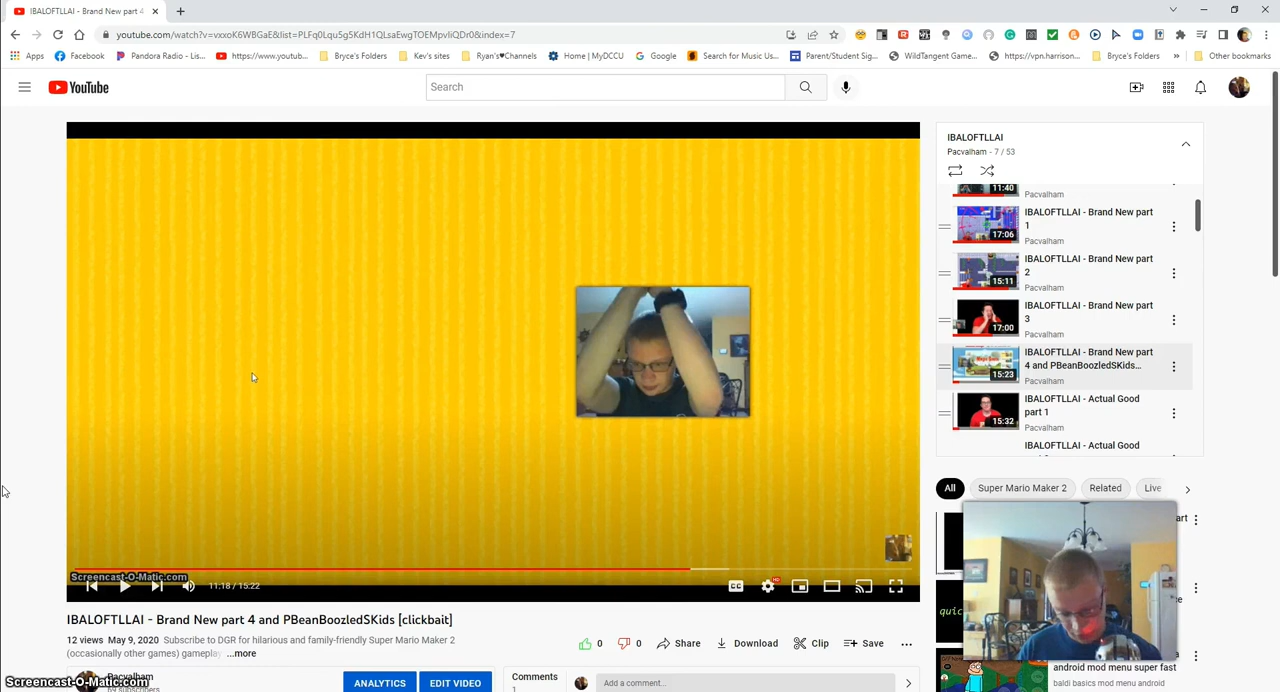 IBALOFTLLAI - Brand New part 4
youtube.com/watch?v=vxxoK6WBGaE&list=PLFq0Lqu5g5KdH1QLsaEwgTOEMpvIiQDr0&index=7
Apps Facebook Pandora Radio - Lis... https://www.youtub... Bryce's Folders Kev's sites Ryan's♥Channels Home | MyDCCU Google Search for Music Us... Parent/Student Sig... WildTangent Game... https://vpn.harrison... Bryce's Folders » Other bookmarks
YouTube
Search
IBALOFTLLAI
Pacvalham - 7 / 53
11:40
Pacvalham
IBALOFTLLAI - Brand New part
1
17:06
Pacvalham
IBALOFTLLAI - Brand New part
2
15:11
Pacvalham
IBALOFTLLAI - Brand New part
3
17:00
Pacvalham
IBALOFTLLAI - Brand New part
4 and PBeanBoozledSKids...
15:23
Pacvalham
IBALOFTLLAI - Actual Good
part 1
15:32
Pacvalham
IBALOFTLLAI - Actual Good
All Super Mario Maker 2 Related Live
art
quic
android mod menu super fast
baldi basics mod menu android
Screencast-O-Matic.com
11:18 / 15:22
CC
HD
IBALOFTLLAI - Brand New part 4 and PBeanBoozledSKids [clickbait]
12 views May 9, 2020 Subscribe to DGR for hilarious and family-friendly Super Mario Maker 2
(occasionally other games) gameplay ...more
0 0 Share Download Clip Save
Pacvalham
69 subscribers
ANALYTICS EDIT VIDEO
Comments
1
Add a comment...
Screencast-O-Matic.com